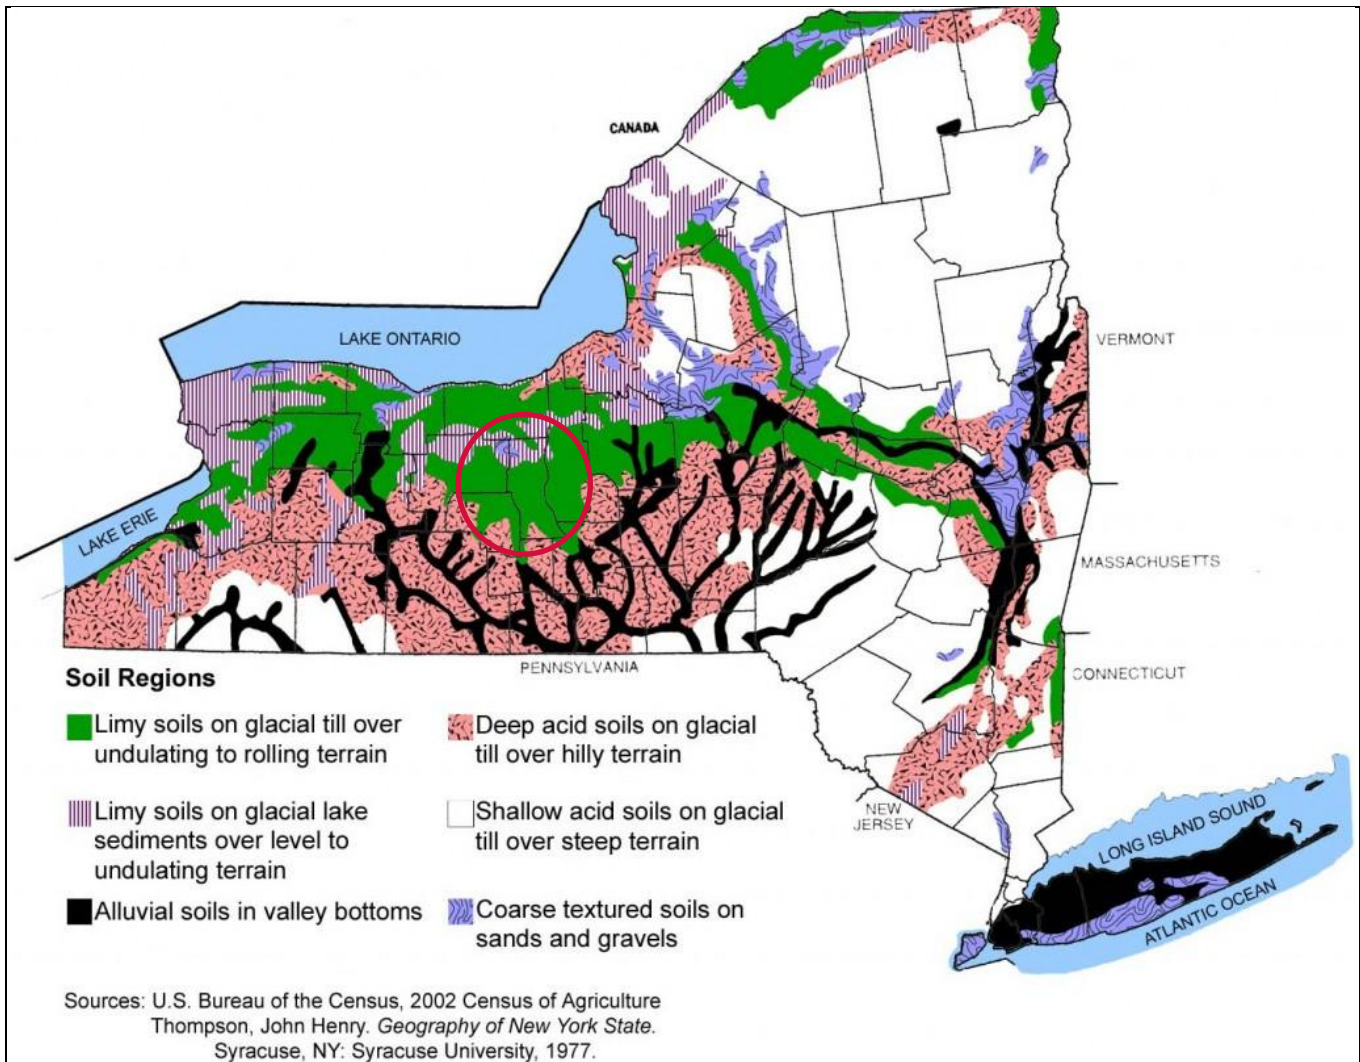 CANADA
LAKE ONTARIO
VERMONT
LAKE ERIE
MASSACHUSETTS
PENNSYLVANIA
CONNECTICUT
NEW
JERSEY
LONG ISLAND SOUND
ATLANTIC OCEAN
Soil Regions
Limy soils on glacial till over
undulating to rolling terrain
Limy soils on glacial lake
sediments over level to
undulating terrain
Alluvial soils in valley bottoms
Deep acid soils on glacial
till over hilly terrain
Shallow acid soils on glacial
till over steep terrain
Coarse textured soils on
sands and gravels
Sources: U.S. Bureau of the Census, 2002 Census of Agriculture
Thompson, John Henry. Geography of New York State.
Syracuse, NY: Syracuse University, 1977.